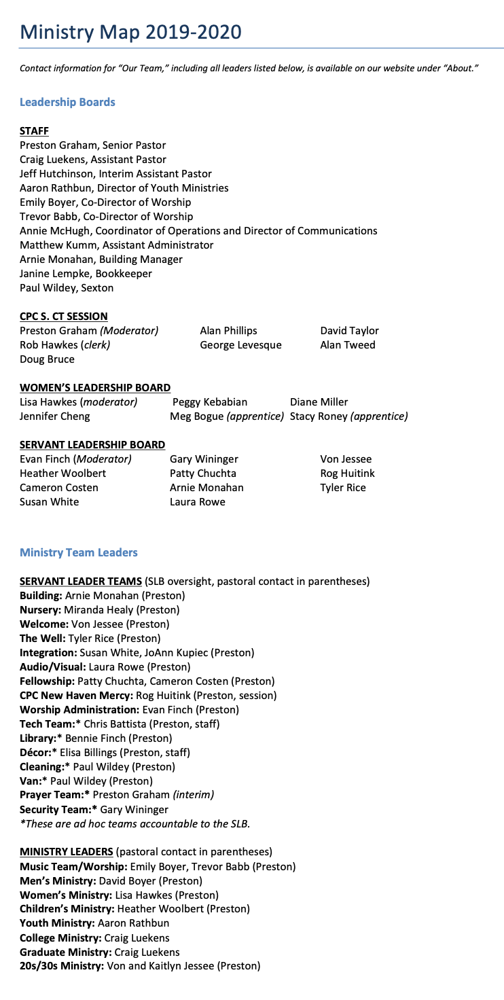 Ministry Map 2019-2020
Contact information for “Our Team,” including all leaders listed below, is available on our website under “About.”
Leadership Boards
STAFF
Preston Graham, Senior Pastor
Craig Luekens, Assistant Pastor
Jeff Hutchinson, Interim Assistant Pastor
Aaron Rathbun, Director of Youth Ministries
Emily Boyer, Co-Director of Worship
Trevor Babb, Co-Director of Worship
Annie McHugh, Coordinator of Operations and Director of Communications
Matthew Kumm, Assistant Administrator
Arnie Monahan, Building Manager
Janine Lempke, Bookkeeper
Paul Wildey, Sexton
CPC S. CT SESSION
Preston Graham (Moderator) Alan Phillips David Taylor
Rob Hawkes (clerk) George Levesque Alan Tweed
Doug Bruce
WOMEN’S LEADERSHIP BOARD
Lisa Hawkes (moderator) Peggy Kebabian Diane Miller
Jennifer Cheng Meg Bogue (apprentice) Stacy Roney (apprentice)
SERVANT LEADERSHIP BOARD
Evan Finch (Moderator) Gary Wininger Von Jessee
Heather Woolbert Patty Chuchta Rog Huitink
Cameron Costen Arnie Monahan Tyler Rice
Susan White Laura Rowe
Ministry Team Leaders
SERVANT LEADER TEAMS (SLB oversight, pastoral contact in parentheses)
Building: Arnie Monahan (Preston)
Nursery: Miranda Healy (Preston)
Welcome: Von Jessee (Preston)
The Well: Tyler Rice (Preston)
Integration: Susan White, JoAnn Kupiec (Preston)
Audio/Visual: Laura Rowe (Preston)
Fellowship: Patty Chuchta, Cameron Costen (Preston)
CPC New Haven Mercy: Rog Huitink (Preston, session)
Worship Administration: Evan Finch (Preston)
Tech Team:* Chris Battista (Preston, staff)
Library:* Bennie Finch (Preston)
Décor:* Elisa Billings (Preston, staff)
Cleaning:* Paul Wildey (Preston)
Van:* Paul Wildey (Preston)
Prayer Team:* Preston Graham (interim)
Security Team:* Gary Wininger
*These are ad hoc teams accountable to the SLB.
MINISTRY LEADERS (pastoral contact in parentheses)
Music Team/Worship: Emily Boyer, Trevor Babb (Preston)
Men’s Ministry: David Boyer (Preston)
Women’s Ministry: Lisa Hawkes (Preston)
Children’s Ministry: Heather Woolbert (Preston)
Youth Ministry: Aaron Rathbun
College Ministry: Craig Luekens
Graduate Ministry: Craig Luekens
20s/30s Ministry: Von and Kaitlyn Jessee (Preston)